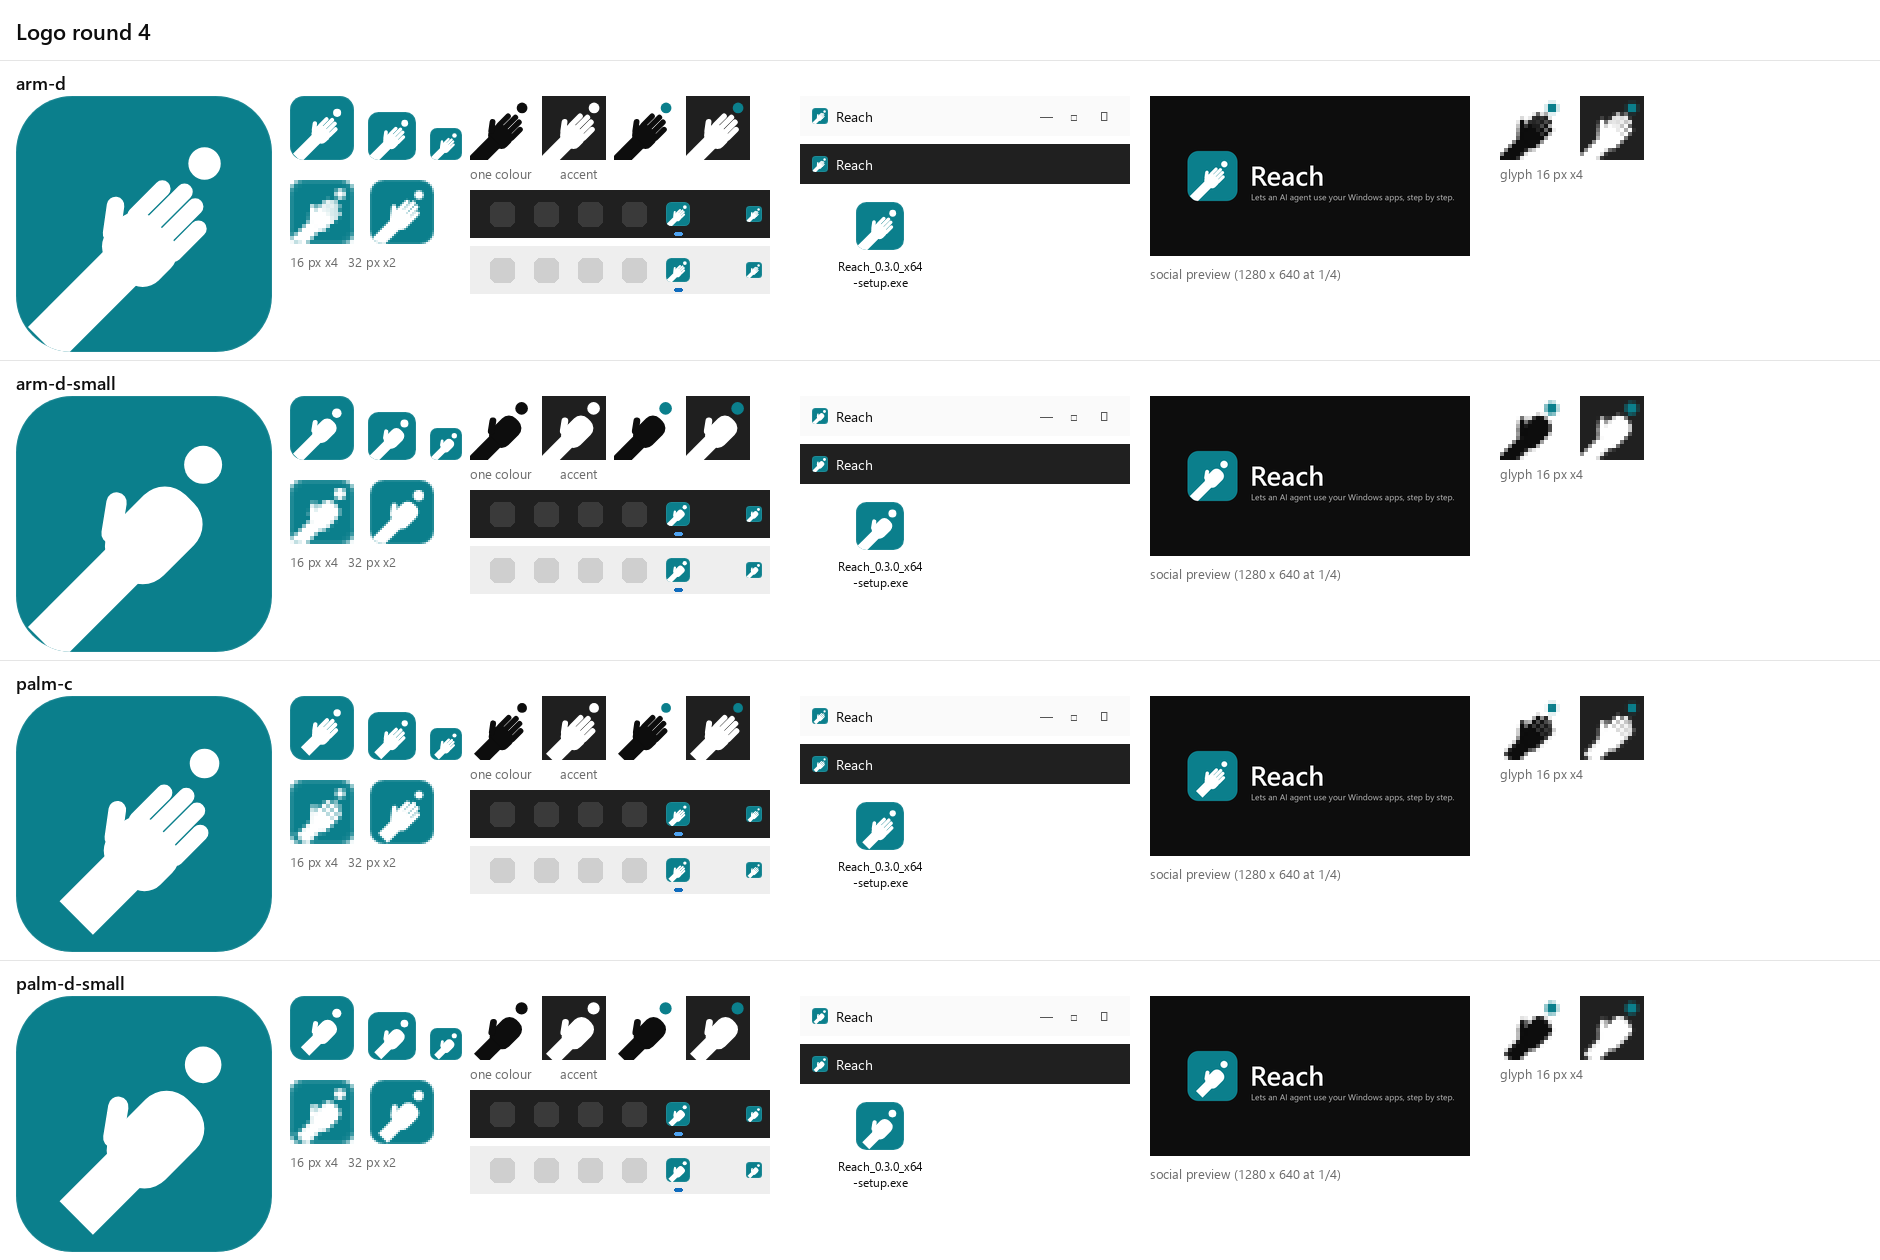 Logo round 4
arm-d
one colour
accent
16 px x4
32 px x2
Reach
Reach
Reach_0.3.0_x64
-setup.exe
Reach
Lets an AI agent use your Windows apps, step by step.
social preview (1280 x 640 at 1/4)
glyph 16 px x4
arm-d-small
one colour
accent
16 px x4
32 px x2
Reach
Reach
Reach_0.3.0_x64
-setup.exe
Reach
Lets an AI agent use your Windows apps, step by step.
social preview (1280 x 640 at 1/4)
glyph 16 px x4
palm-c
one colour
accent
16 px x4
32 px x2
Reach
Reach
Reach_0.3.0_x64
-setup.exe
Reach
Lets an AI agent use your Windows apps, step by step.
social preview (1280 x 640 at 1/4)
glyph 16 px x4
palm-d-small
one colour
accent
16 px x4
32 px x2
Reach
Reach
Reach_0.3.0_x64
-setup.exe
Reach
Lets an AI agent use your Windows apps, step by step.
social preview (1280 x 640 at 1/4)
glyph 16 px x4